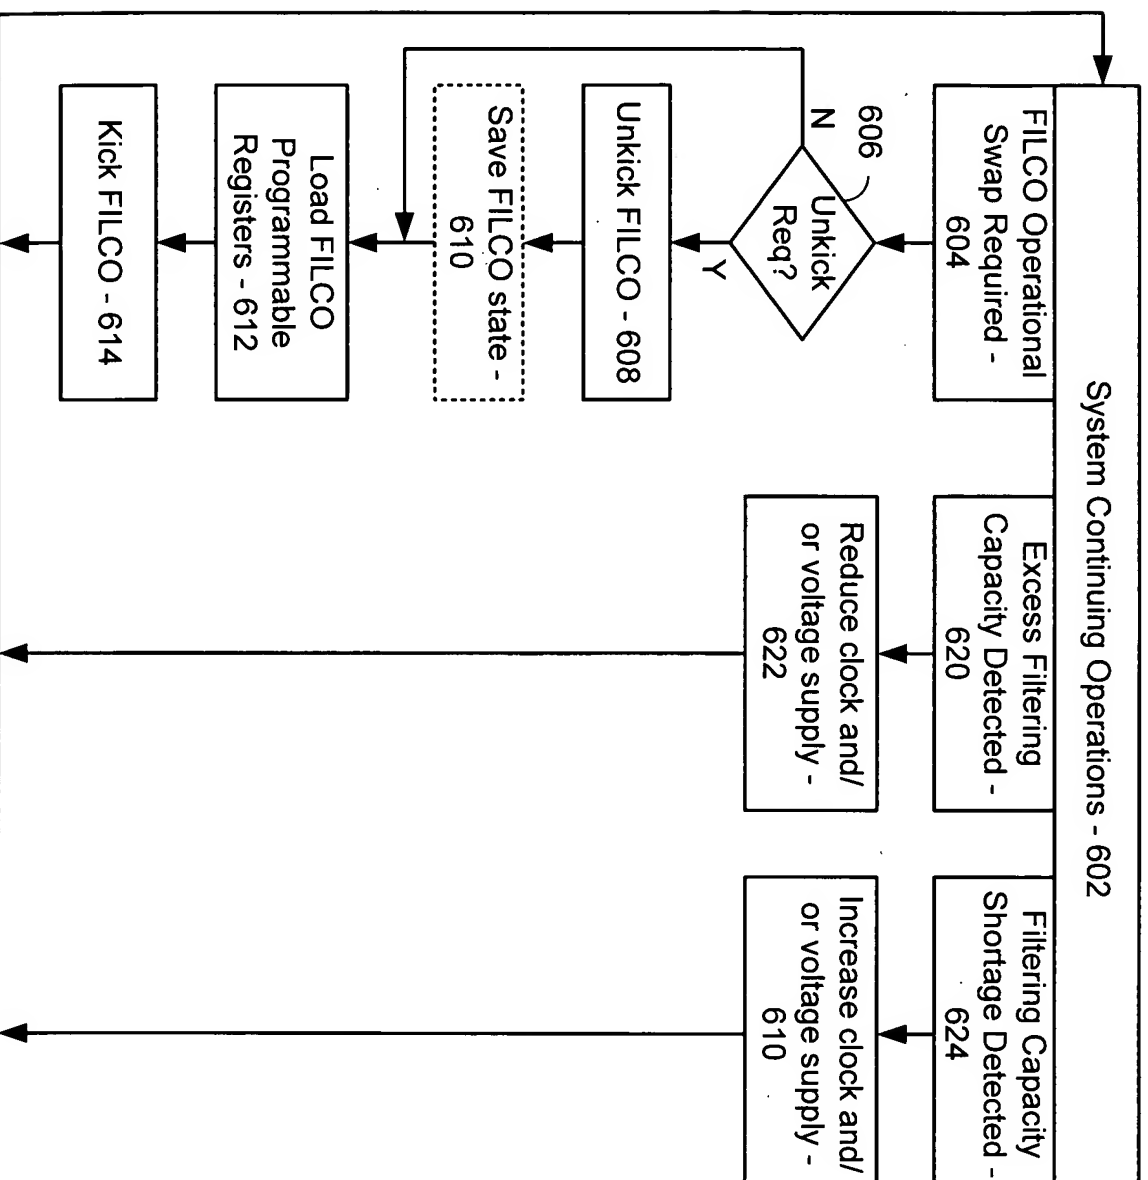 System Continuing Operations - 602
FILCO Operational
Swap Required -
604
606
N
Unkick
Req?
Y
Unkick FILCO - 608
Save FILCO state -
610
Load FILCO
Programmable
Registers - 612
Kick FILCO - 614
Excess Filtering
Capacity Detected -
620
Reduce clock and/
or voltage supply -
622
Filtering Capacity
Shortage Detected -
624
Increase clock and/
or voltage supply -
610